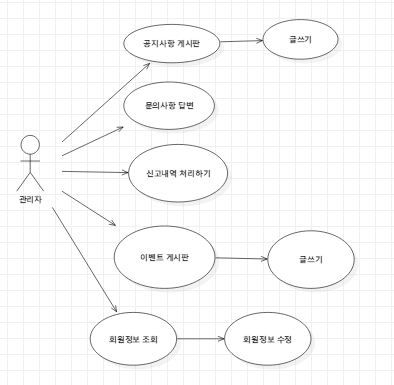 공지사항 게시판
글쓰기
문의사항 답변
신고내역 처리하기
관리자
이벤트 게시판
글쓰기
회원정보 조회
회원정보 수정